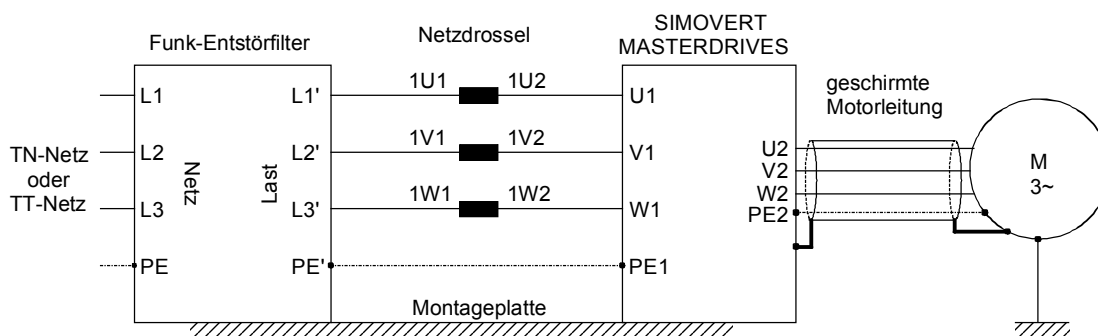 SIMOVERT
MASTERDRIVES
Funk-Entstörfilter
Netzdrossel
geschirmte
Motorleitung
TN-Netz
oder
TT-Netz
L1
L2
L3
PE
Netz
Last
L1'
L2'
L3'
PE'
1U1
1U2
1V1
1V2
1W1
1W2
U1
V1
W1
PE1
U2
V2
W2
PE2
M
3~
Montageplatte